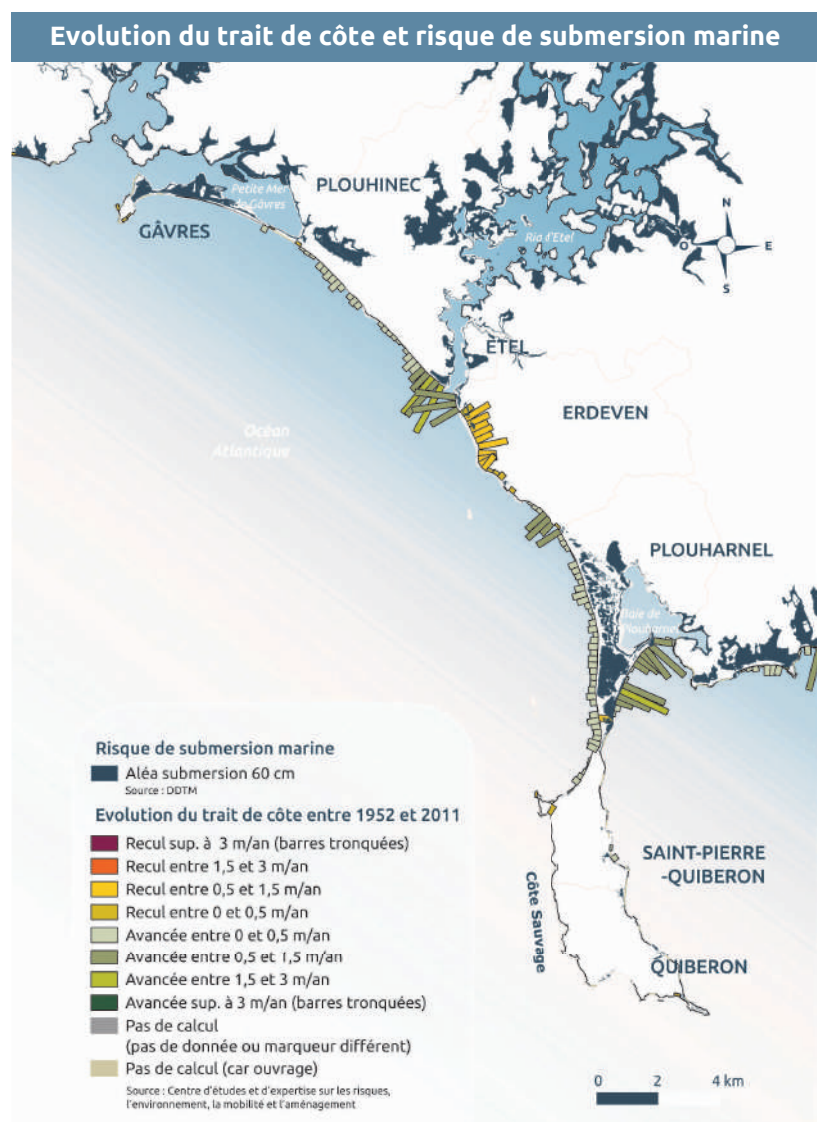 Evolution du trait de côte et risque de submersion marine
Petite Mer
de Gâvres
PLOUHINEC
GÂVRES
Ria d'Etel
N
O
E
S
ETEL
ERDEVEN
Océan
Atlantique
PLOUHARNEL
Baie de
Plouharnel
Risque de submersion marine
Aléa submersion 60 cm
Source : DDTM
Evolution du trait de côte entre 1952 et 2011
Recul sup. à 3 m/an (barres tronquées)
Recul entre 1,5 et 3 m/an
Recul entre 0,5 et 1,5 m/an
Recul entre 0 et 0,5 m/an
Avancée entre 0 et 0,5 m/an
Avancée entre 0,5 et 1,5 m/an
Avancée entre 1,5 et 3 m/an
Avancée sup. à 3 m/an (barres tronquées)
Pas de calcul
(pas de donnée ou marqueur différent)
Pas de calcul (car ouvrage)
Source : Centre d'études et d'expertise sur les risques,
l'environnement, la mobilité et l'aménagement
SAINT-PIERRE
-QUIBERON
Côte Sauvage
QUIBERON
0 2 4 km